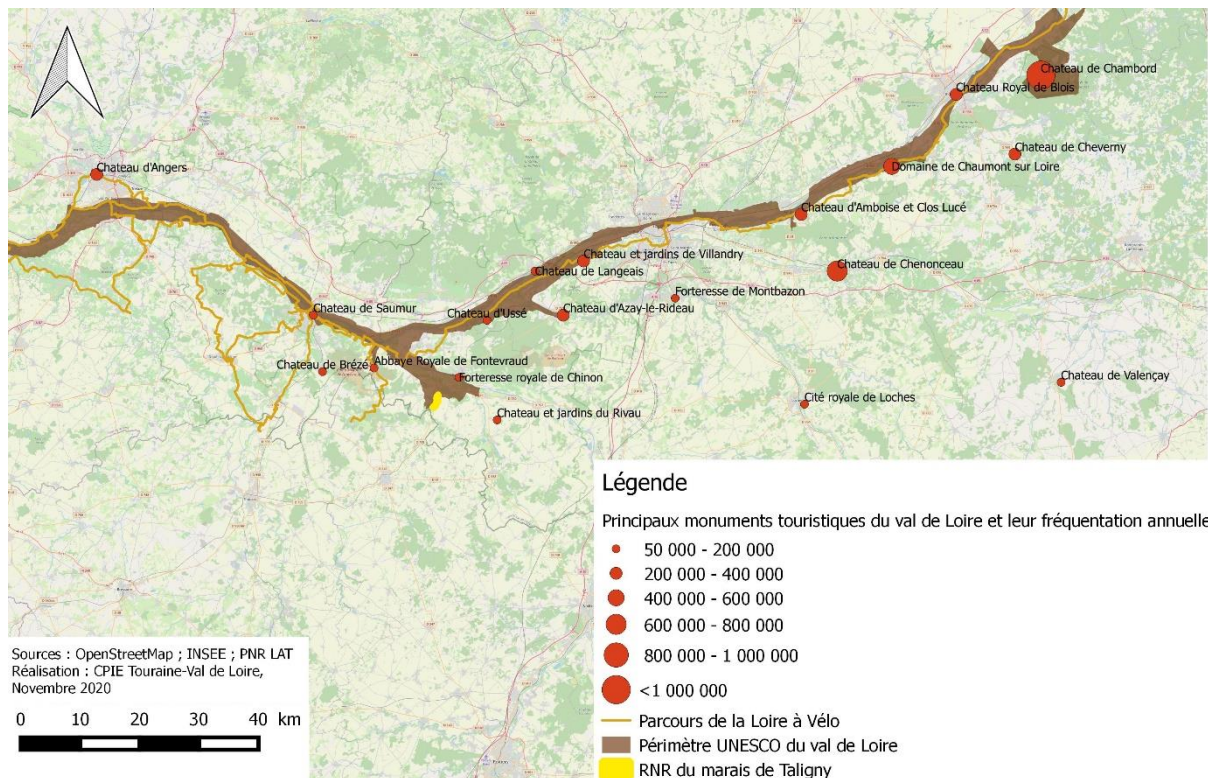 Chateau de Chambord
Chateau Royal de Blois
Chateau de Cheverny
Chateau d'Angers
Domaine de Chaumont sur Loire
Chateau d'Amboise et Clos Lucé
Chateau et jardins de Villandry
Chateau de Langeais
Chateau de Chenonceau
Forteresse de Montbazon
Chateau de Saumur
Chateau d'Ussé
Chateau d'Azay-le-Rideau
Chateau de Brézé
Abbaye Royale de Fontevraud
Forteresse royale de Chinon
Chateau de Valençay
Cité royale de Loches
Chateau et jardins du Rivau
Légende
Principaux monuments touristiques du val de Loire et leur fréquentation annuelle
50 000 - 200 000
200 000 - 400 000
400 000 - 600 000
600 000 - 800 000
800 000 - 1 000 000
<1 000 000
Parcours de la Loire à Vélo
Périmètre UNESCO du val de Loire
RNR du marais de Taligny
Sources : OpenStreetMap ; INSEE ; PNR LAT
Réalisation : CPIE Touraine-Val de Loire,
Novembre 2020
0 10 20 30 40 km